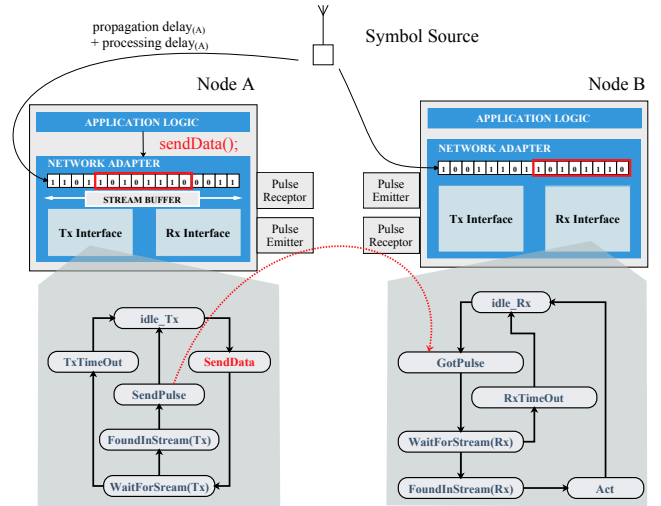 propagation delay(A)
+ processing delay(A)
Symbol Source
Node A
Node B
APPLICATION LOGIC
sendData();
NETWORK ADAPTER
1 1 0 1 1 0 1 0 1 1 1 0 0 0 1 1
STREAM BUFFER
Tx Interface
Rx Interface
Pulse
Receptor
Pulse
Emitter
APPLICATION LOGIC
NETWORK ADAPTER
1 0 0 1 1 1 0 1 1 0 1 0 1 1 1 0
Tx Interface
Rx Interface
Pulse
Emitter
Pulse
Receptor
idle_Tx
TxTimeOut
SendData
SendPulse
FoundInStream(Tx)
WaitForSream(Tx)
idle_Rx
GotPulse
RxTimeOut
WaitForStream(Rx)
FoundInStream(Rx)
Act